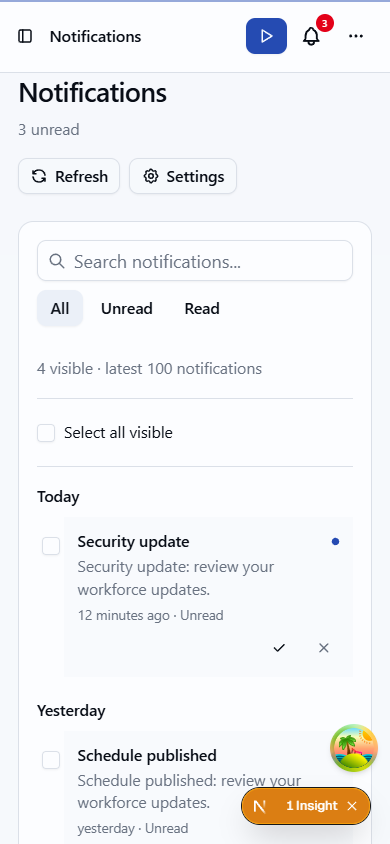 Notifications
3
Notifications
3 unread
Refresh
Settings
Search notifications...
All
Unread
Read
4 visible · latest 100 notifications
Select all visible
Today
Security update
Security update: review your
workforce updates.
12 minutes ago · Unread
Yesterday
Schedule published
Schedule published: review your
workforce updates.
yesterday · Unread
N
1 Insight